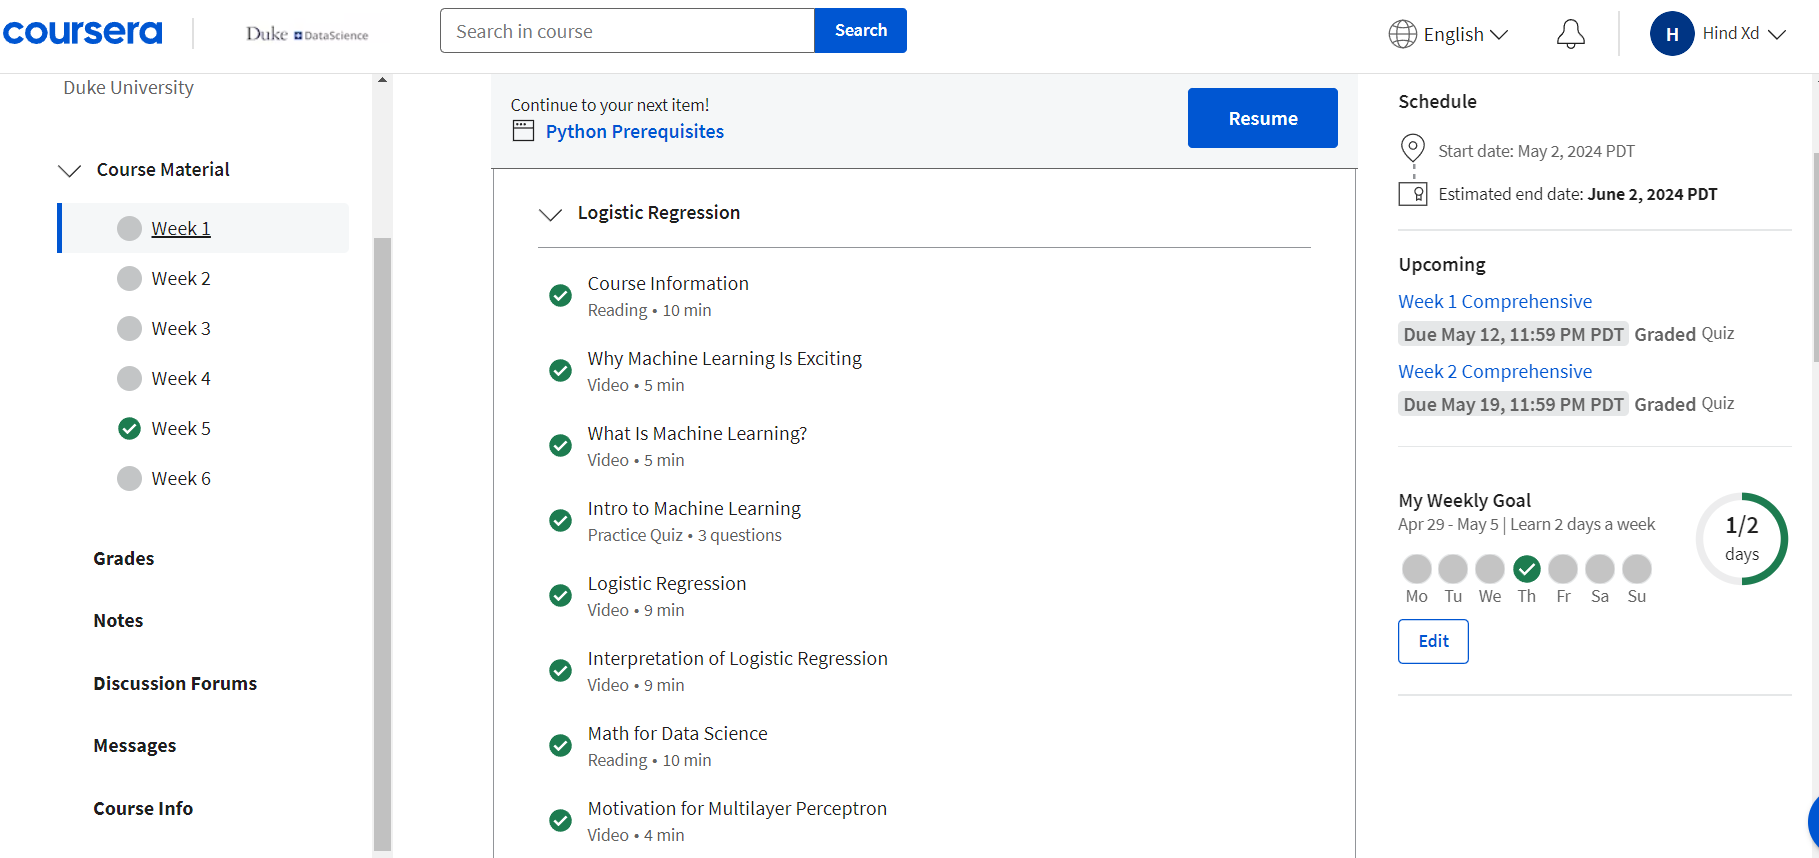 coursera
Duke DataScience
Search in course
Search
English
H
Hind Xd
Duke University
Course Material
Week 1
Week 2
Week 3
Week 4
Week 5
Week 6
Grades
Notes
Discussion Forums
Messages
Course Info
Continue to your next item!
Python Prerequisites
Resume
Logistic Regression
Course Information
Reading • 10 min
Why Machine Learning Is Exciting
Video • 5 min
What Is Machine Learning?
Video • 5 min
Intro to Machine Learning
Practice Quiz • 3 questions
Logistic Regression
Video • 9 min
Interpretation of Logistic Regression
Video • 9 min
Math for Data Science
Reading • 10 min
Motivation for Multilayer Perceptron
Video • 4 min
Schedule
Start date: May 2, 2024 PDT
Estimated end date: June 2, 2024 PDT
Upcoming
Week 1 Comprehensive
Due May 12, 11:59 PM PDT Graded Quiz
Week 2 Comprehensive
Due May 19, 11:59 PM PDT Graded Quiz
My Weekly Goal
Apr 29 - May 5 | Learn 2 days a week
1/2
days
Mo Tu We Th Fr Sa Su
Edit